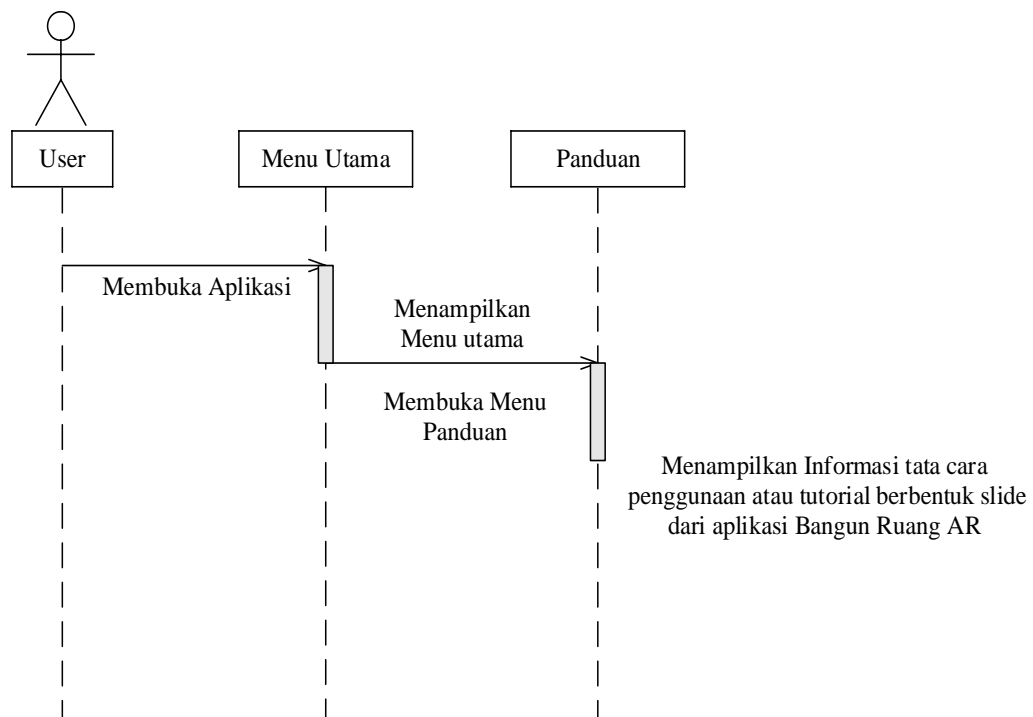 User
Menu Utama
Panduan
Membuka Aplikasi
Menampilkan
Menu utama
Membuka Menu
Panduan
Menampilkan Informasi tata cara
penggunaan atau tutorial berbentuk slide
dari aplikasi Bangun Ruang AR